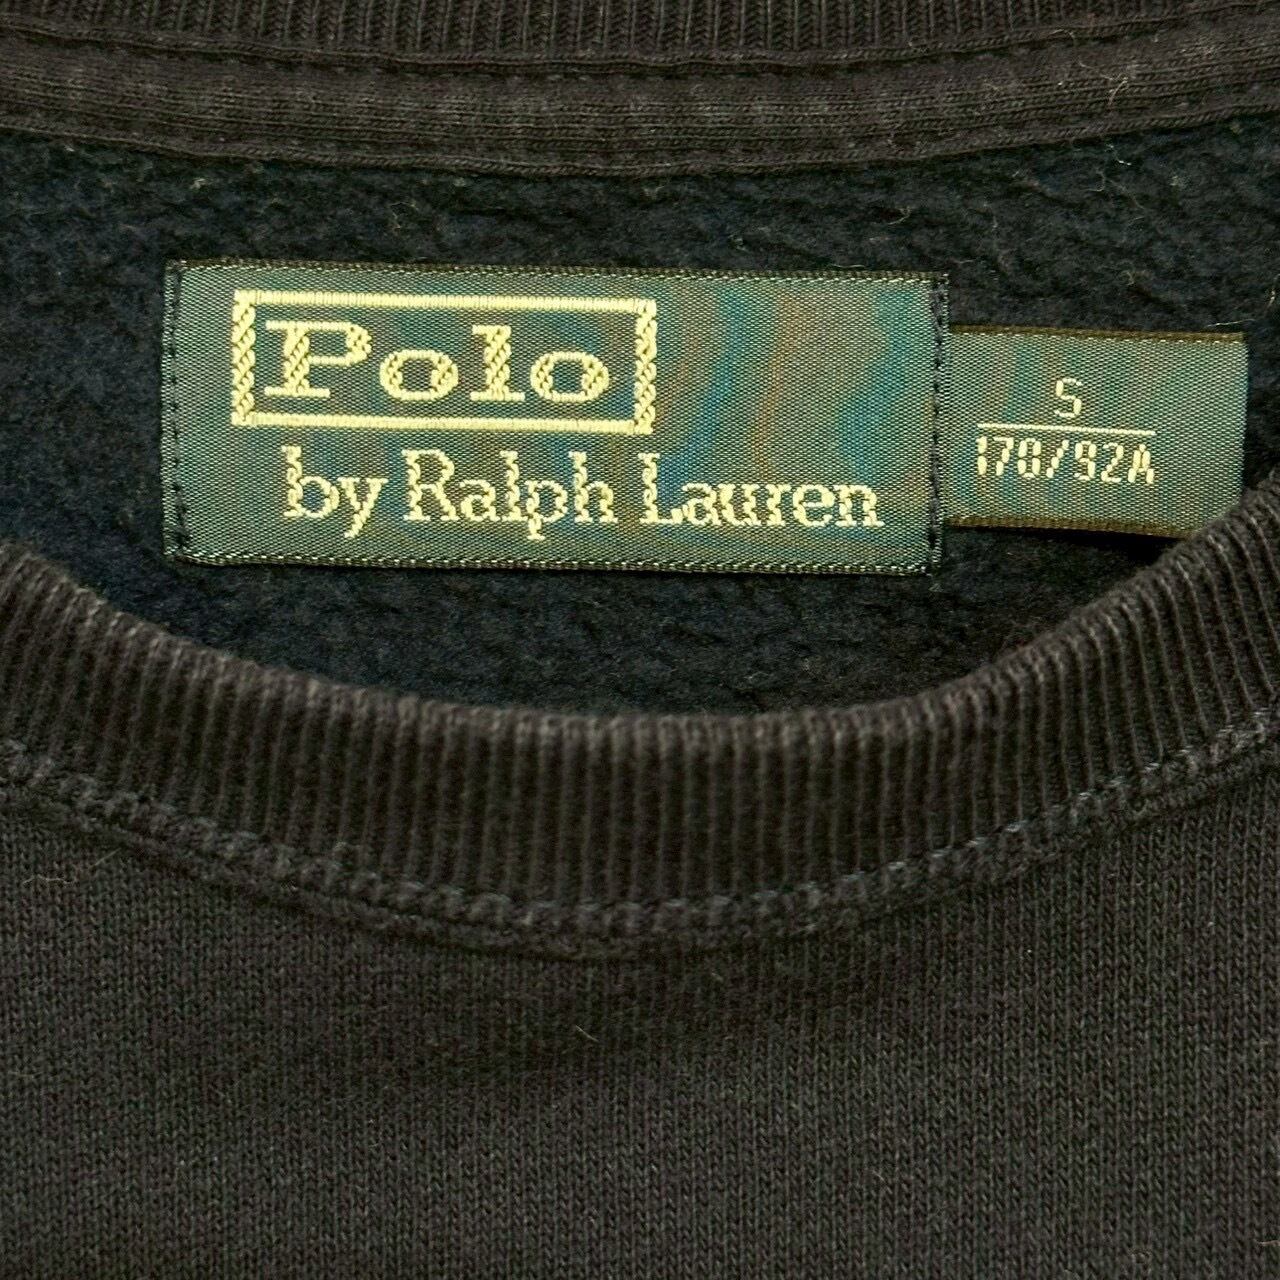 Polo
by Ralph Lauren
S
170/92A